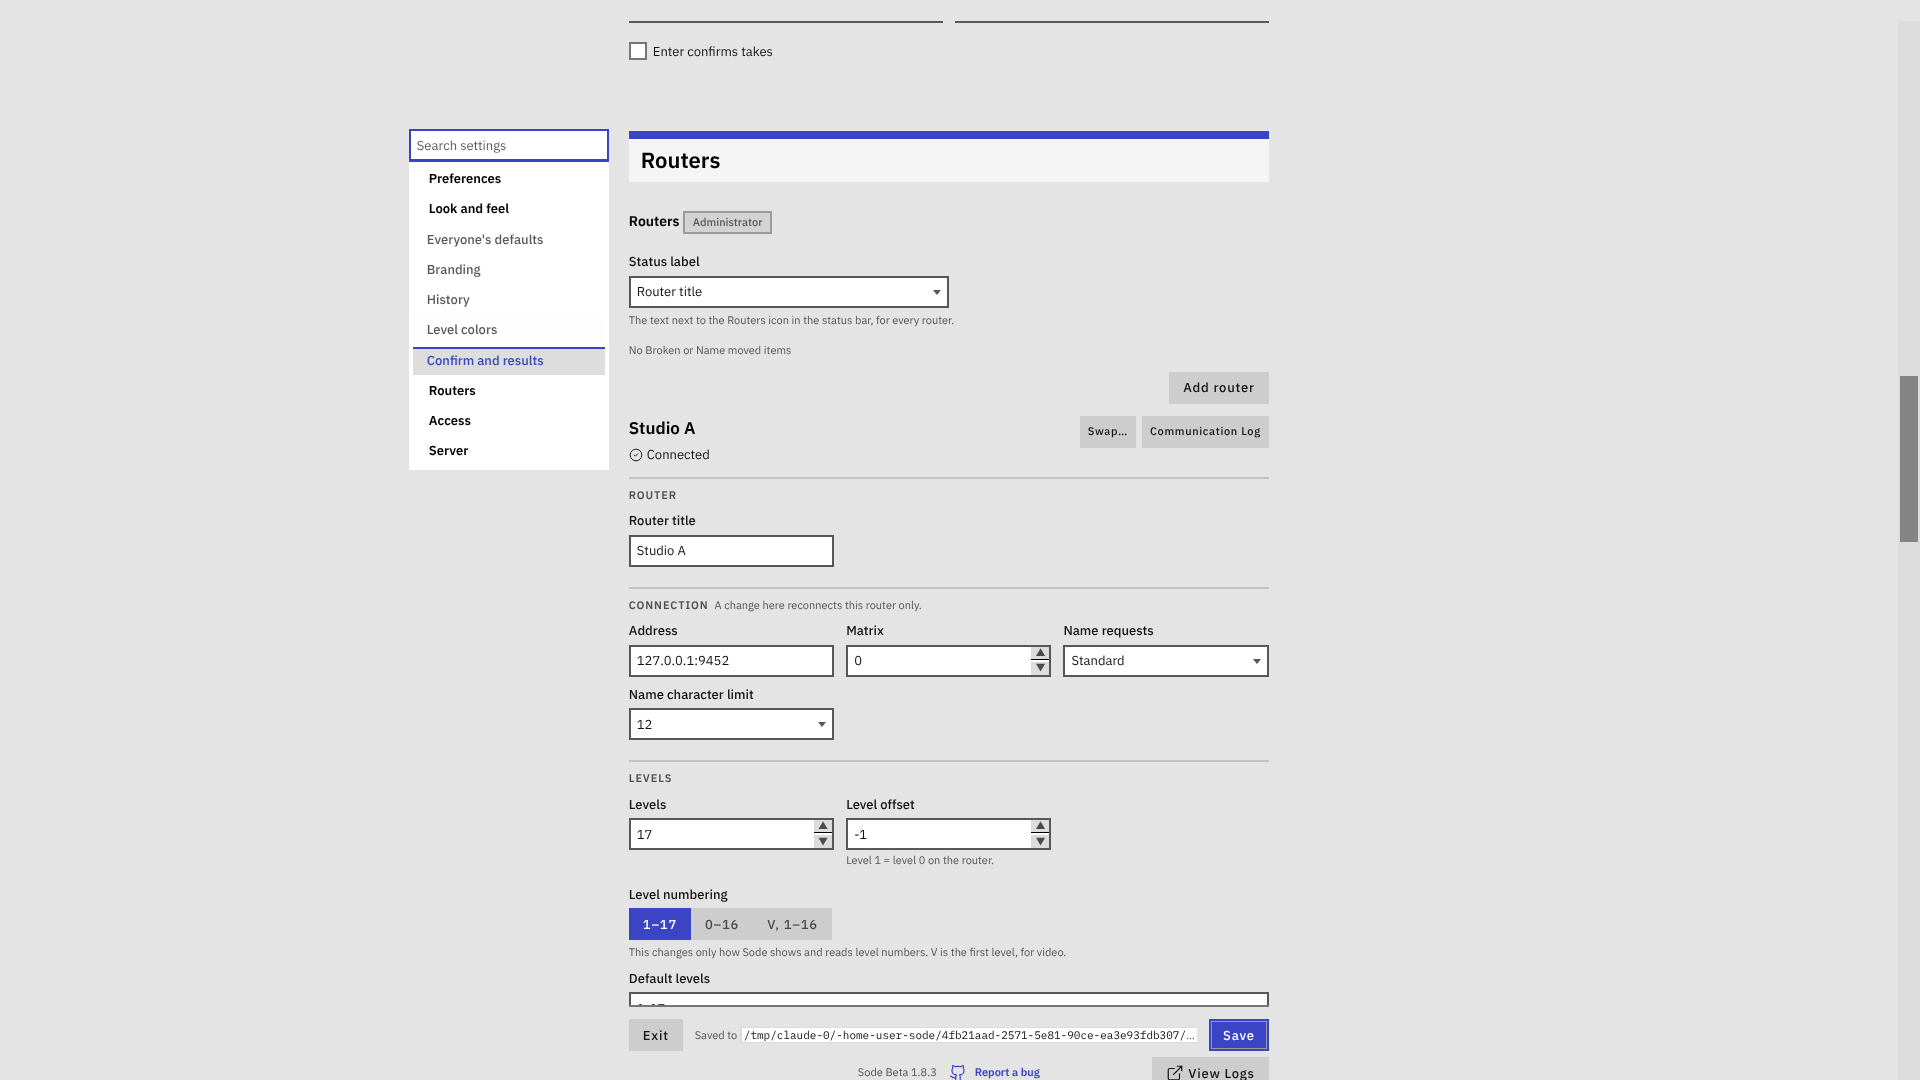 Enter confirms takes
Search settings
Preferences
Look and feel
Everyone's defaults
Branding
History
Level colors
Confirm and results
Routers
Access
Server
Routers
Routers Administrator
Status label
Router title
The text next to the Routers icon in the status bar, for every router.
No Broken or Name moved items
Add router
Studio A
Swap... Communication Log
Connected
ROUTER
Router title
Studio A
CONNECTION A change here reconnects this router only.
Address Matrix Name requests
127.0.0.1:9452 0 Standard
Name character limit
12
LEVELS
Levels Level offset
17 -1
Level 1 = level 0 on the router.
Level numbering
1–17 0–16 V, 1–16
This changes only how Sode shows and reads level numbers. V is the first level, for video.
Default levels
Exit Saved to /tmp/claude-0/-home-user-sode/4fb21aad-2571-5e81-90ce-ea3e93fdb307/… Save
Sode Beta 1.8.3 Report a bug View Logs